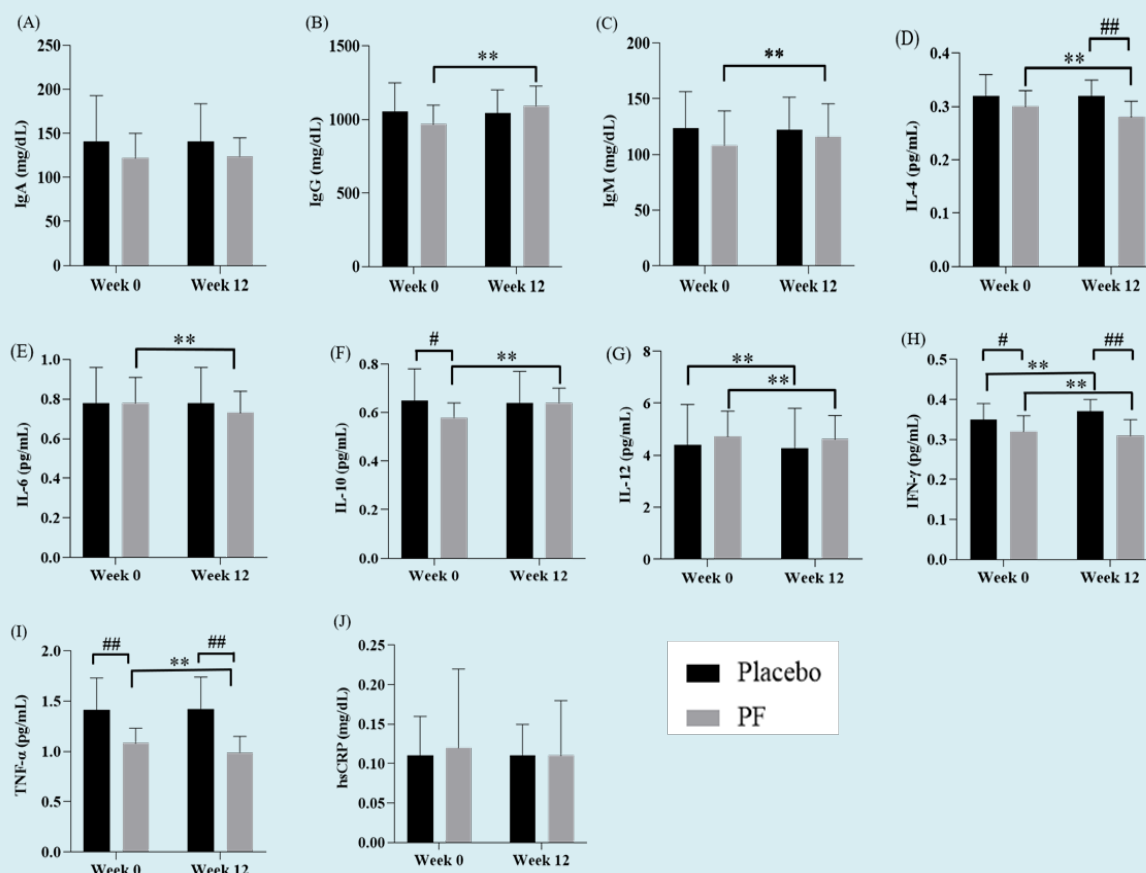 (A)
250
200
150
100
50
0
IgA (mg/dL)
Week 0
Week 12
(B)
1500
1000
500
0
IgG (mg/dL)
**
Week 0
Week 12
(C)
200
150
100
50
0
IgM (mg/dL)
**
Week 0
Week 12
(D)
0.4
0.3
0.2
0.1
0.0
IL-4 (pg/mL)
##
**
Week 0
Week 12
(E)
1.0
0.8
0.6
0.4
0.2
0.0
IL-6 (pg/mL)
**
Week 0
Week 12
(F)
0.8
0.6
0.4
0.2
0.0
IL-10 (pg/mL)
#
**
Week 0
Week 12
(G)
8
6
4
2
0
IL-12 (pg/mL)
**
**
Week 0
Week 12
(H)
0.5
0.4
0.3
0.2
0.1
0.0
IFN-γ (pg/mL)
#
##
**
**
Week 0
Week 12
(I)
2.0
1.5
1.0
0.5
0.0
TNF-α (pg/mL)
##
##
**
Week 0
Week 12
(J)
0.25
0.20
0.15
0.10
0.05
0.00
hsCRP (mg/dL)
Week 0
Week 12
Placebo
PF